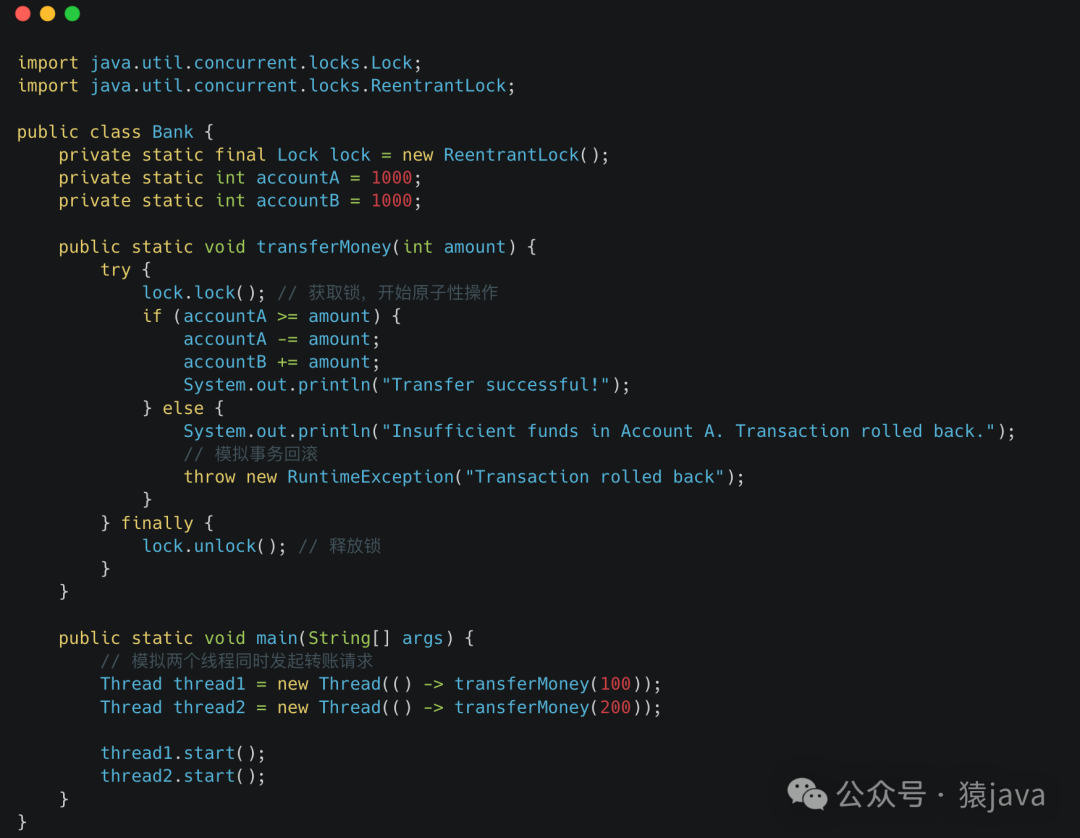 import java.util.concurrent.locks.Lock;
import java.util.concurrent.locks.ReentrantLock;

public class Bank {
    private static final Lock lock = new ReentrantLock();
    private static int accountA = 1000;
    private static int accountB = 1000;

    public static void transferMoney(int amount) {
        try {
            lock.lock(); // 获取锁，开始原子性操作
            if (accountA >= amount) {
                accountA -= amount;
                accountB += amount;
                System.out.println("Transfer successful!");
            } else {
                System.out.println("Insufficient funds in Account A. Transaction rolled back.");
                // 模拟事务回滚
                throw new RuntimeException("Transaction rolled back");
            }
        } finally {
            lock.unlock(); // 释放锁
        }
    }

    public static void main(String[] args) {
        // 模拟两个线程同时发起转账请求
        Thread thread1 = new Thread(() -> transferMoney(100));
        Thread thread2 = new Thread(() -> transferMoney(200));

        thread1.start();
        thread2.start();
    }
}
公众号 · 猿java